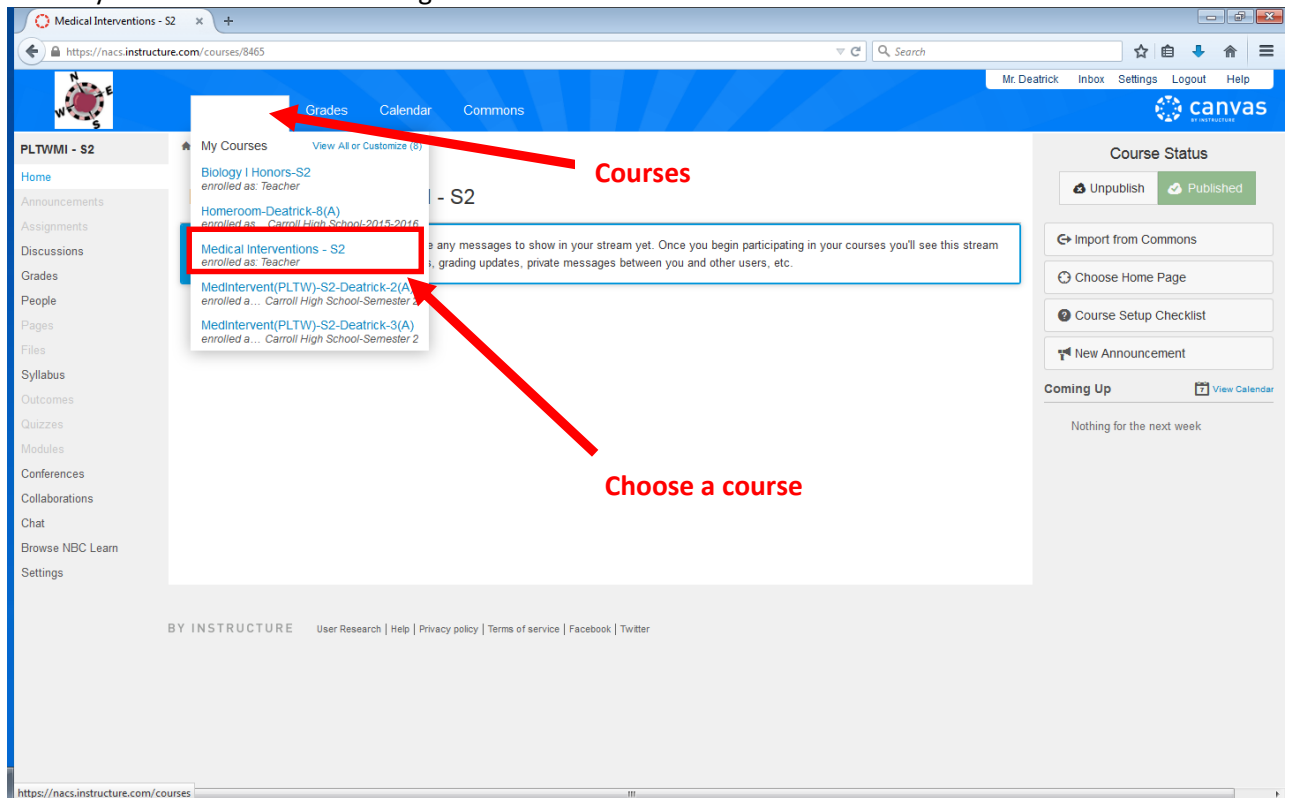 Medical Interventions - S2
https://nacs.instructure.com/courses/8465
Search
Mr. Deatrick Inbox Settings Logout Help
N
E
W
S
Grades Calendar Commons
canvas
BY INSTRUCTURE
PLTWMI - S2
Home
Announcements
Assignments
Discussions
Grades
People
Pages
Files
Syllabus
Outcomes
Quizzes
Modules
Conferences
Collaborations
Chat
Browse NBC Learn
Settings
My Courses View All or Customize (8)
Biology I Honors-S2
enrolled as: Teacher
Homeroom-Deatrick-8(A)
enrolled as... Carroll High School-2015-2016
Medical Interventions - S2
enrolled as: Teacher
MedIntervent(PLTW)-S2-Deatrick-2(A)
enrolled a... Carroll High School-Semester 2
MedIntervent(PLTW)-S2-Deatrick-3(A)
enrolled a... Carroll High School-Semester 2
Courses
- S2
any messages to show in your stream yet. Once you begin participating in your courses you'll see this stream
, grading updates, private messages between you and other users, etc.
Choose a course
Course Status
Unpublish Published
Import from Commons
Choose Home Page
Course Setup Checklist
New Announcement
Coming Up 7 View Calendar
Nothing for the next week
BY INSTRUCTURE User Research | Help | Privacy policy | Terms of service | Facebook | Twitter
https://nacs.instructure.com/courses